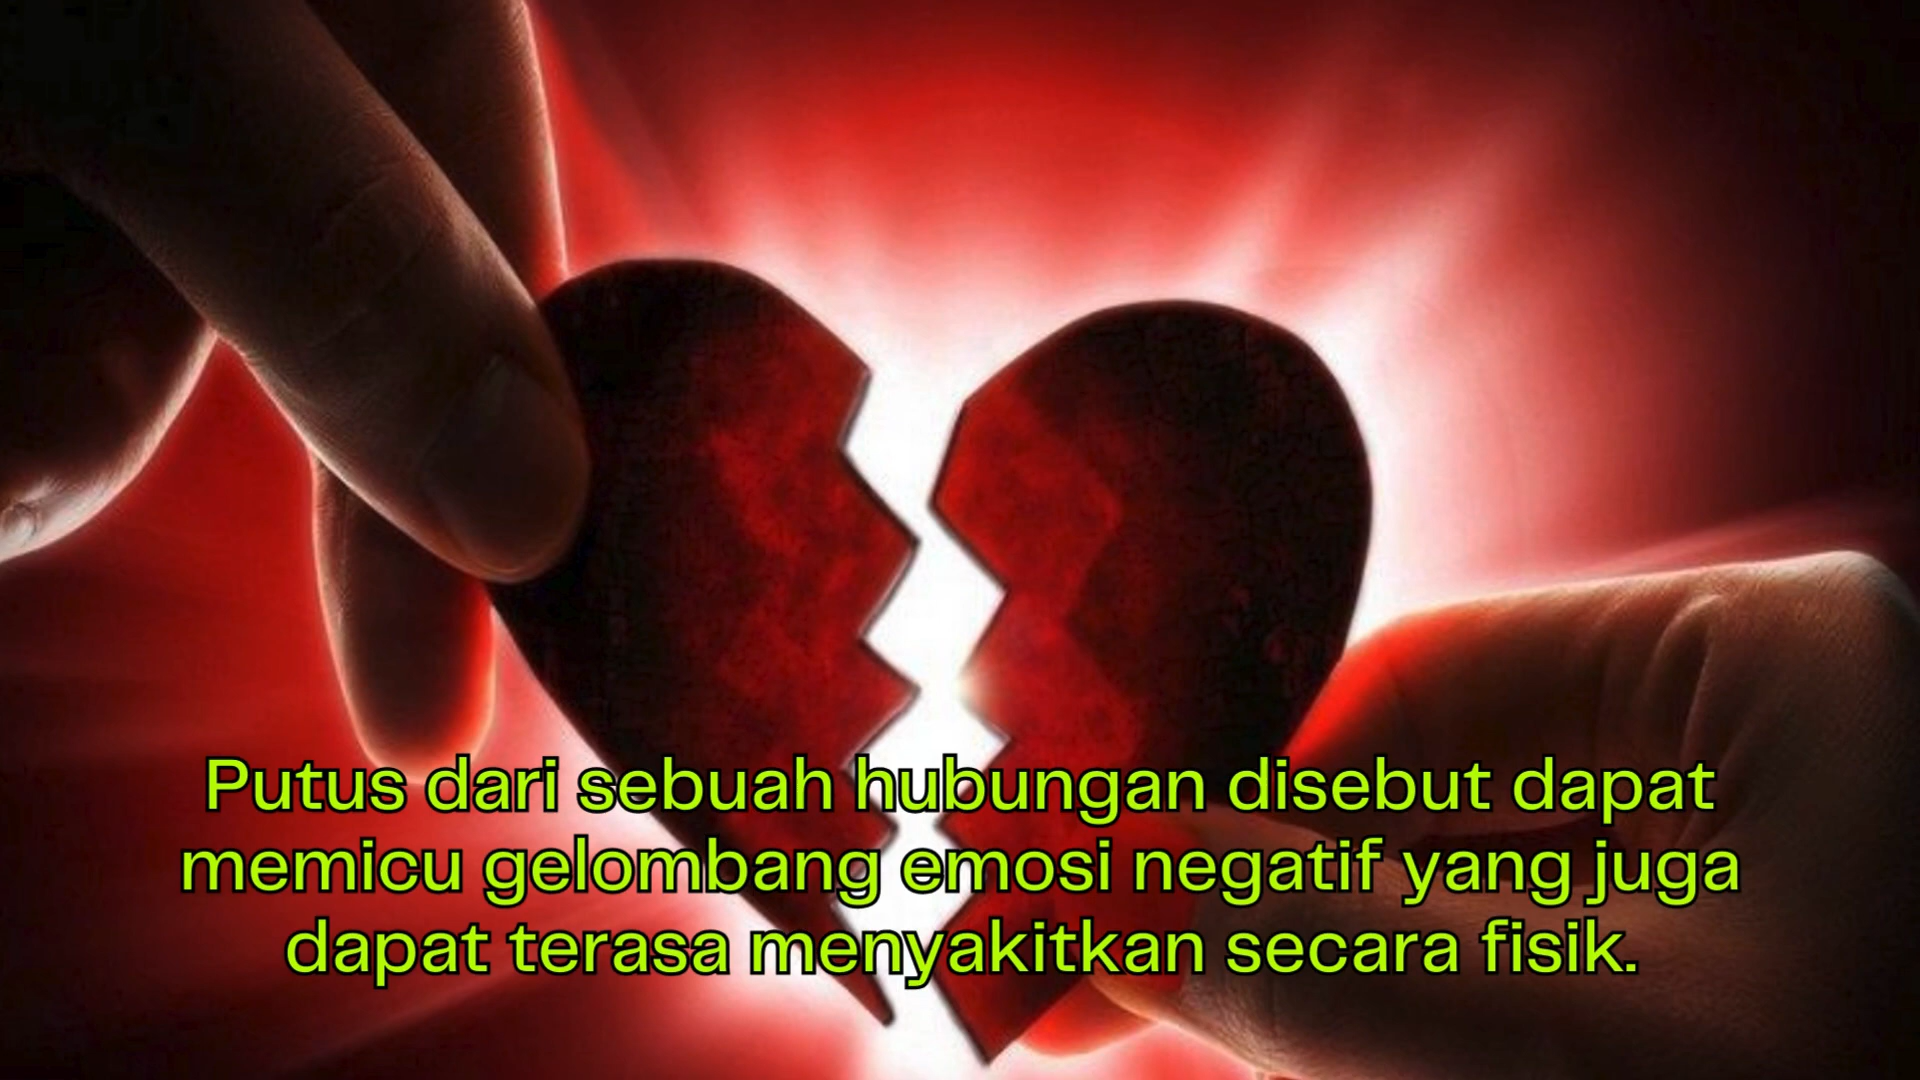 Putus dari sebuah hubungan disebut dapat
memicu gelombang emosi negatif yang juga
dapat terasa menyakitkan secara fisik.